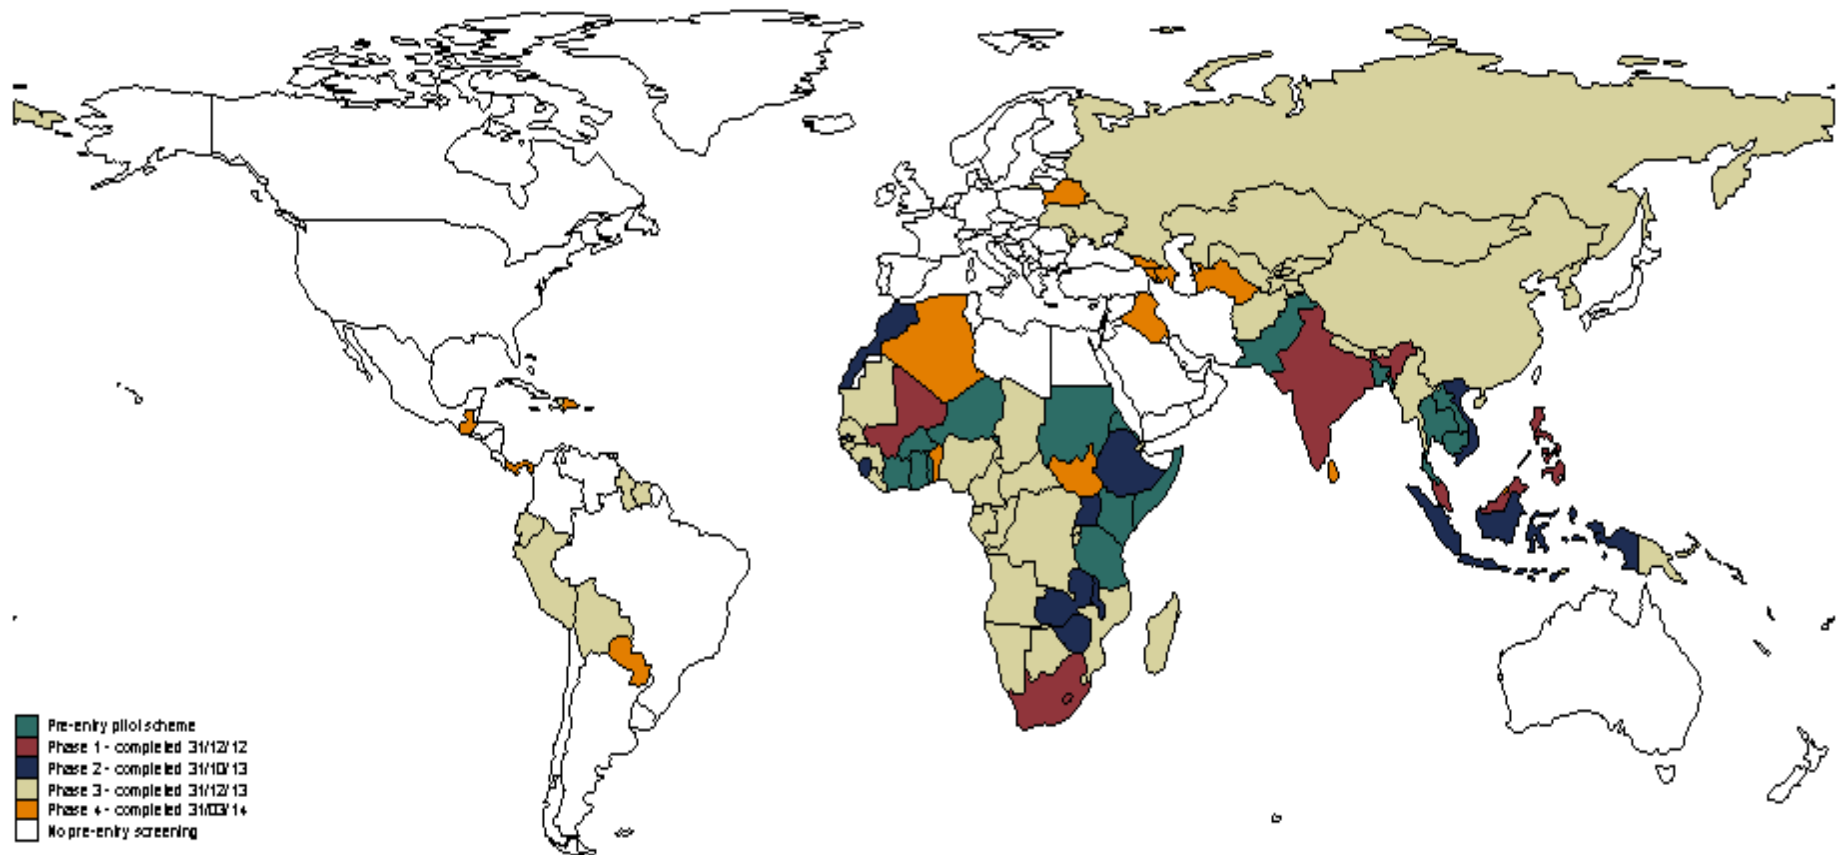 Pre-entry pilot scheme
Phase 1 - completed 31/12/12
Phase 2 - completed 31/10/13
Phase 3 - completed 31/12/13
Phase 4 - completed 31/03/14
No pre-entry screening